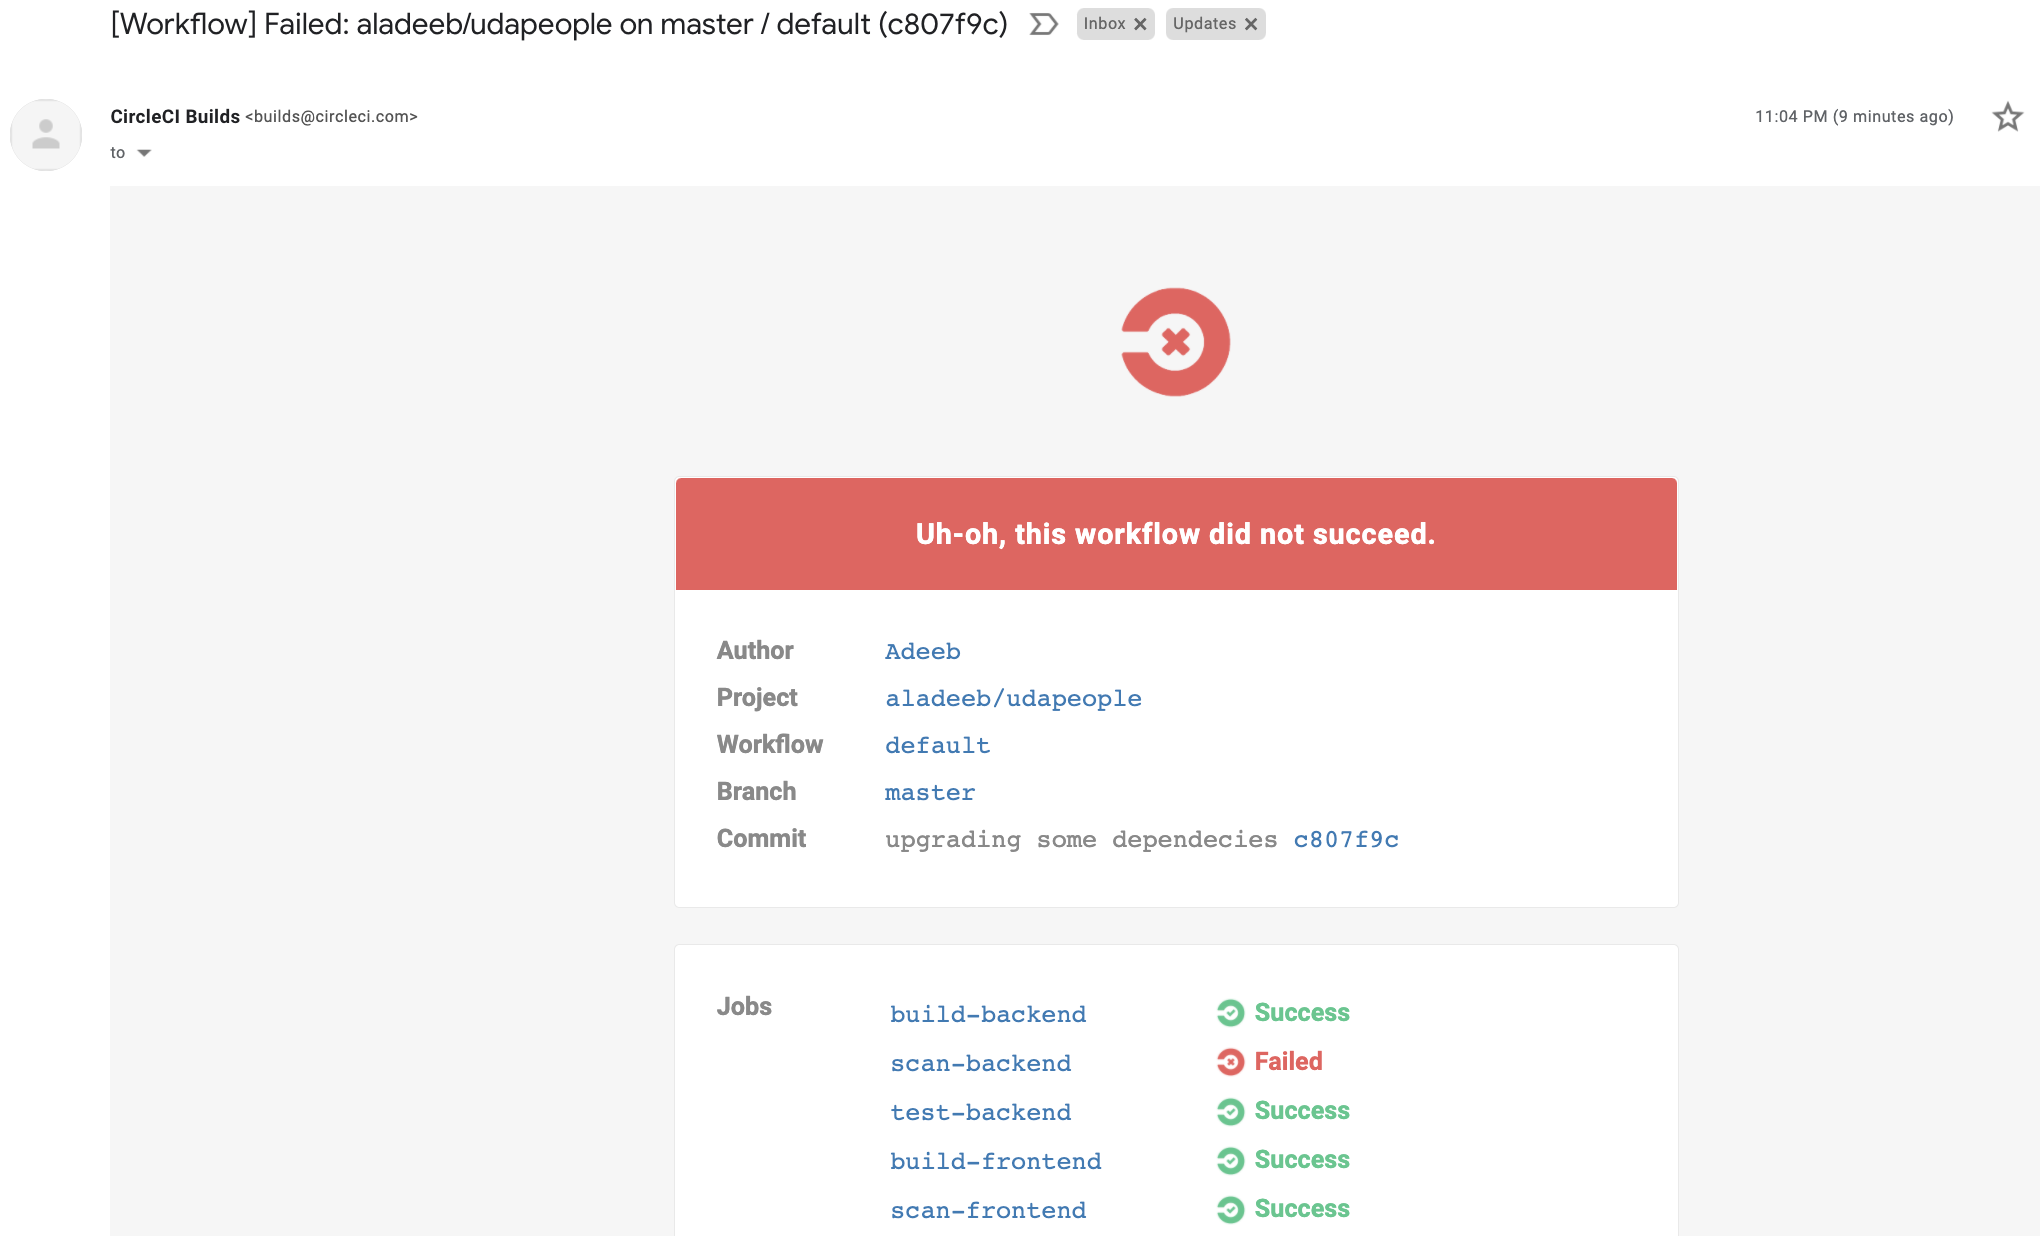 [Workflow] Failed: aladeeb/udapeople on master / default (c807f9c) Inbox Updates
CircleCI Builds <builds@circleci.com> 11:04 PM (9 minutes ago)
to
Uh-oh, this workflow did not succeed.
Author Adeeb
Project aladeeb/udapeople
Workflow default
Branch master
Commit upgrading some dependecies c807f9c
Jobs build-backend Success
scan-backend Failed
test-backend Success
build-frontend Success
scan-frontend Success